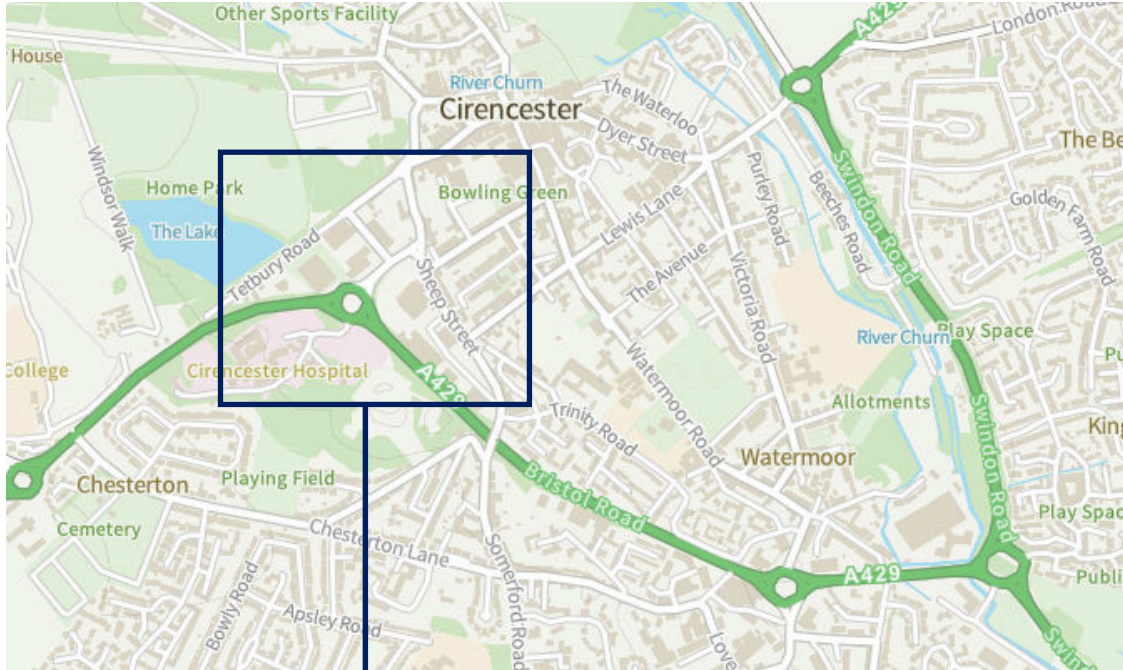 Other Sports Facility
A429
London Road
House
River Churn
Cirencester
The Waterloo
Dyer Street
The Be
Windsor Walk
Home Park
Bowling Green
Purley Road
Beeches Road
Swindon Road
Golden Farm Road
The Lake
Lewis Lane
Tetbury Road
Sheep Street
The Avenue
Victoria Road
River Churn
Play Space
College
Cirencester Hospital
A429
Watermoor Road
Allotments
Swindon Road
Trinity Road
King
Watermoor
Chesterton
Playing Field
Bristol Road
Cemetery
Chesterton Lane
Play Spac
Somerford Road
A429
Publi
Bowly Road
Apsley Road
Love
Swin